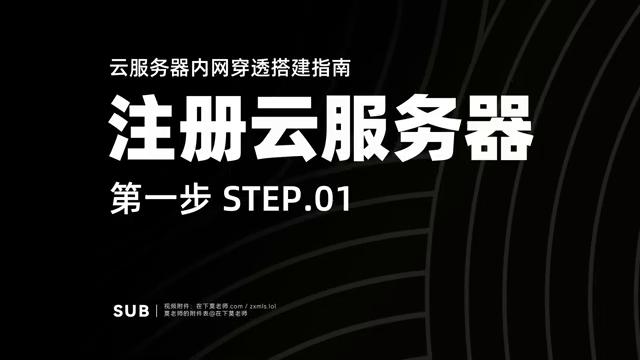 云服务器内网穿透搭建指南
注册云服务器
第一步 STEP.01
SUB
视频附件：在下莫老师.com / zxmls.lol
莫老师的附件表@在下莫老师